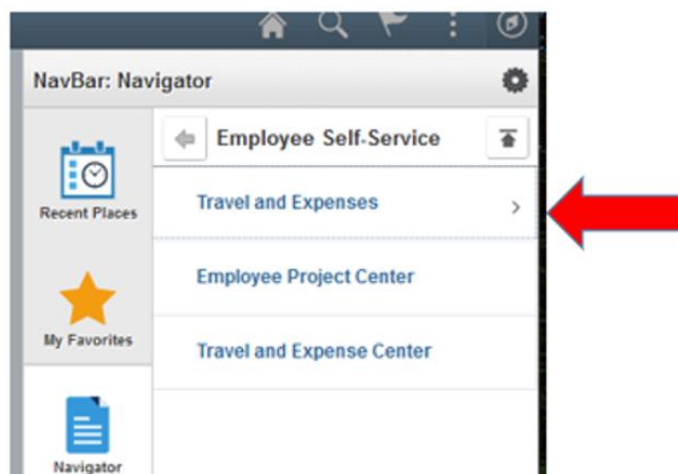 NavBar: Navigator
Employee Self-Service
Recent Places
Travel and Expenses
Employee Project Center
My Favorites
Travel and Expense Center
Navigator